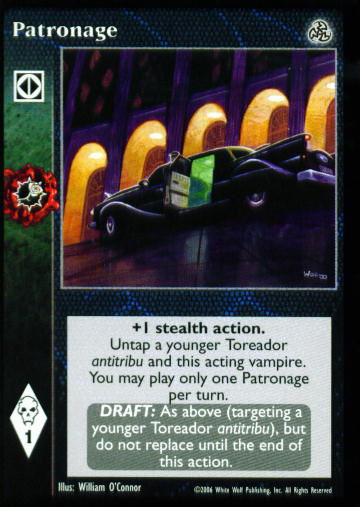 Patronage
+1 stealth action.
Untap a younger Toreador
antitribu and this acting vampire.
You may play only one Patronage
per turn.
DRAFT: As above (targeting a
younger Toreador antitribu), but
do not replace until the end of
this action.
1
Illus: William O'Connor
©2006 White Wolf Publishing, Inc. All Rights Reserved